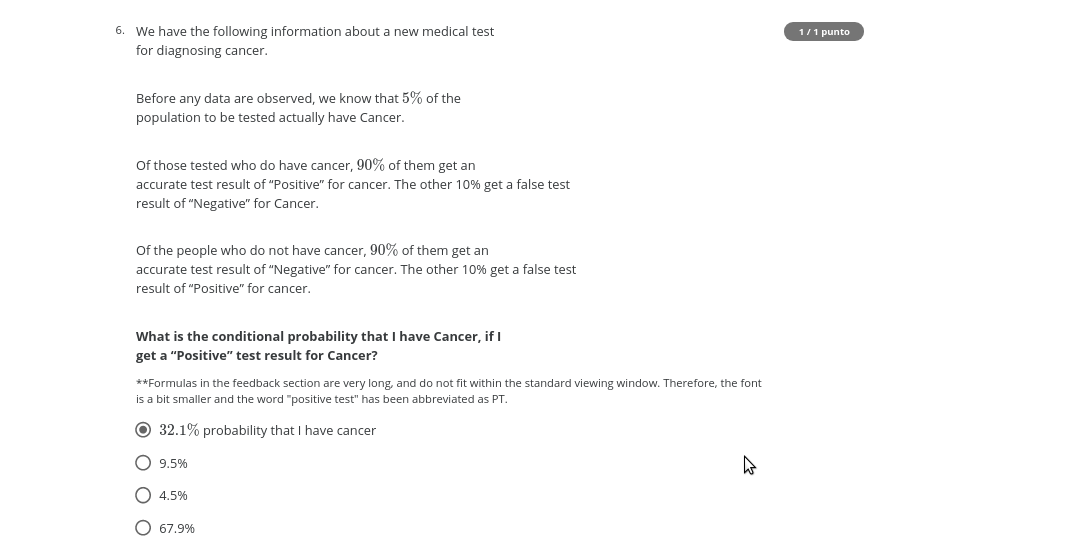 6. We have the following information about a new medical test
1 / 1 punto
for diagnosing cancer.
Before any data are observed, we know that 5% of the
population to be tested actually have Cancer.
Of those tested who do have cancer, 90% of them get an
accurate test result of “Positive” for cancer. The other 10% get a false test
result of “Negative” for Cancer.
Of the people who do not have cancer, 90% of them get an
accurate test result of “Negative” for cancer. The other 10% get a false test
result of “Positive” for cancer.
What is the conditional probability that I have Cancer, if I
get a “Positive” test result for Cancer?
**Formulas in the feedback section are very long, and do not fit within the standard viewing window. Therefore, the font
is a bit smaller and the word "positive test" has been abbreviated as PT.
32.1% probability that I have cancer
9.5%
4.5%
67.9%